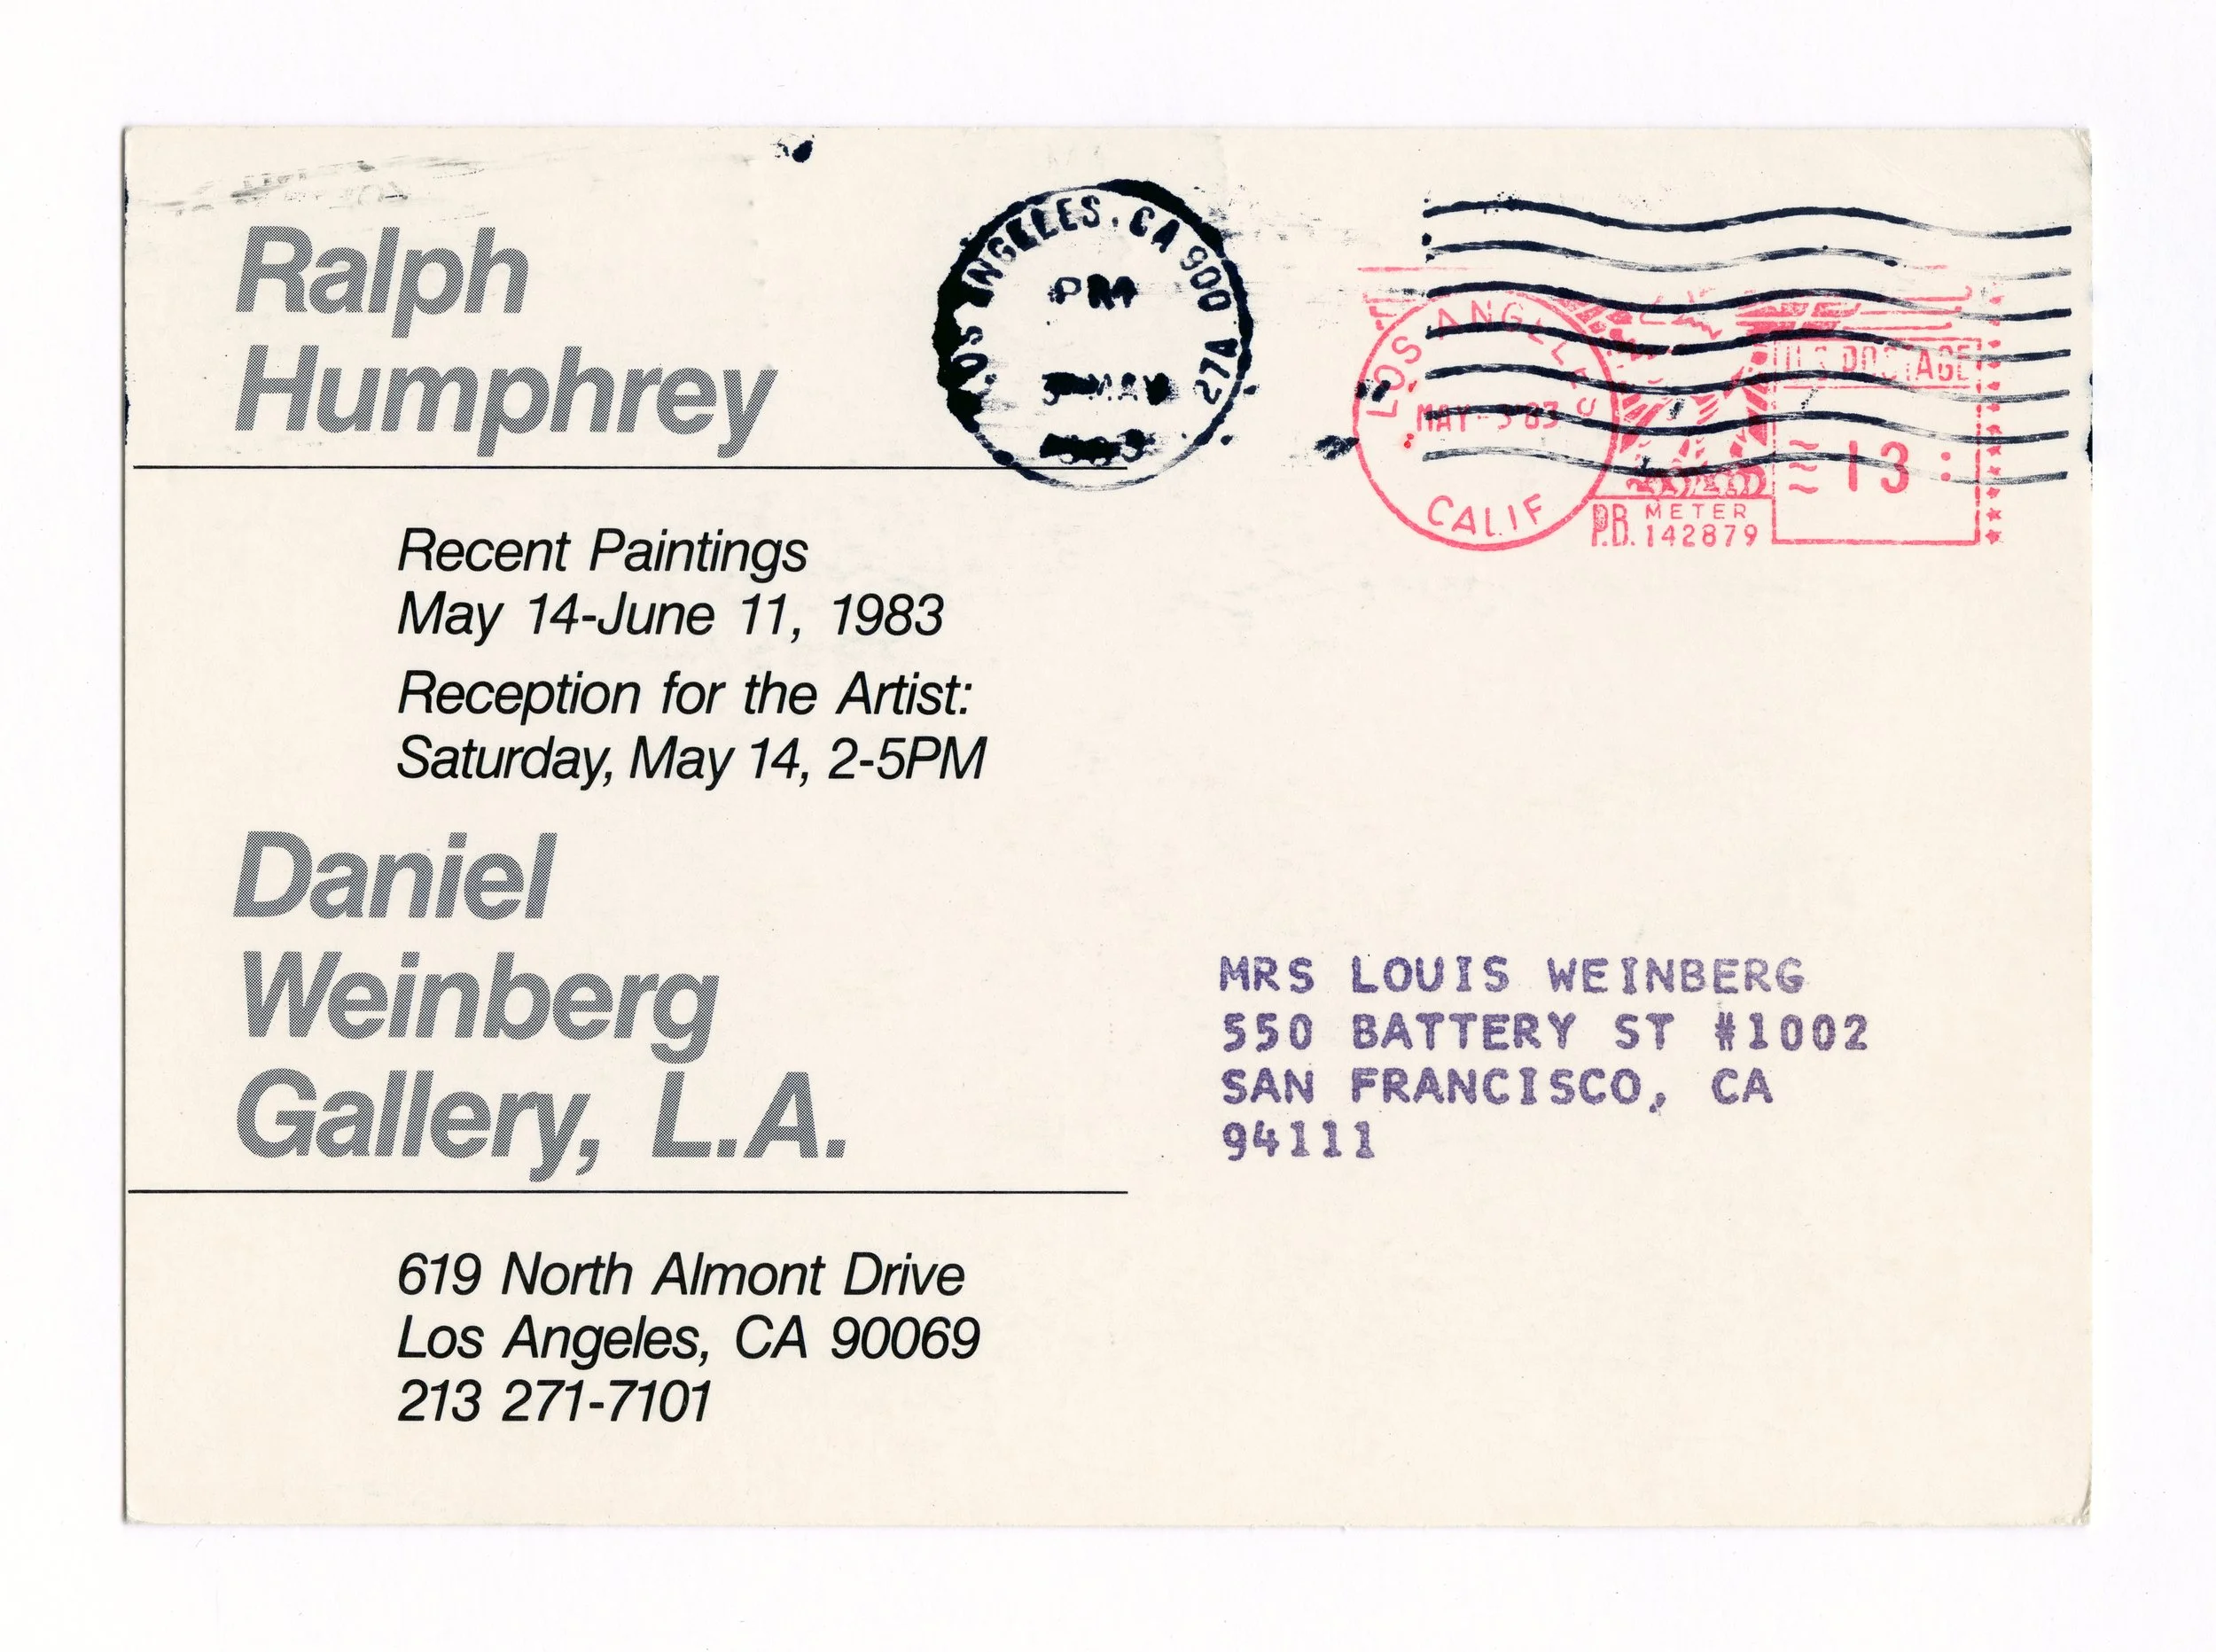 Ralph
Humphrey
Recent Paintings
May 14-June 11, 1983
Reception for the Artist:
Saturday, May 14, 2-5PM
Daniel
Weinberg
Gallery, L.A.
619 North Almont Drive
Los Angeles, CA 90069
213 271-7101
LOS ANGELES, CA 900 27A
PM
MAY
LOS ANGELES
CALIF
U.S. POSTAGE
13
P.B. METER
142879
MRS LOUIS WEINBERG
550 BATTERY ST #1002
SAN FRANCISCO, CA
94111